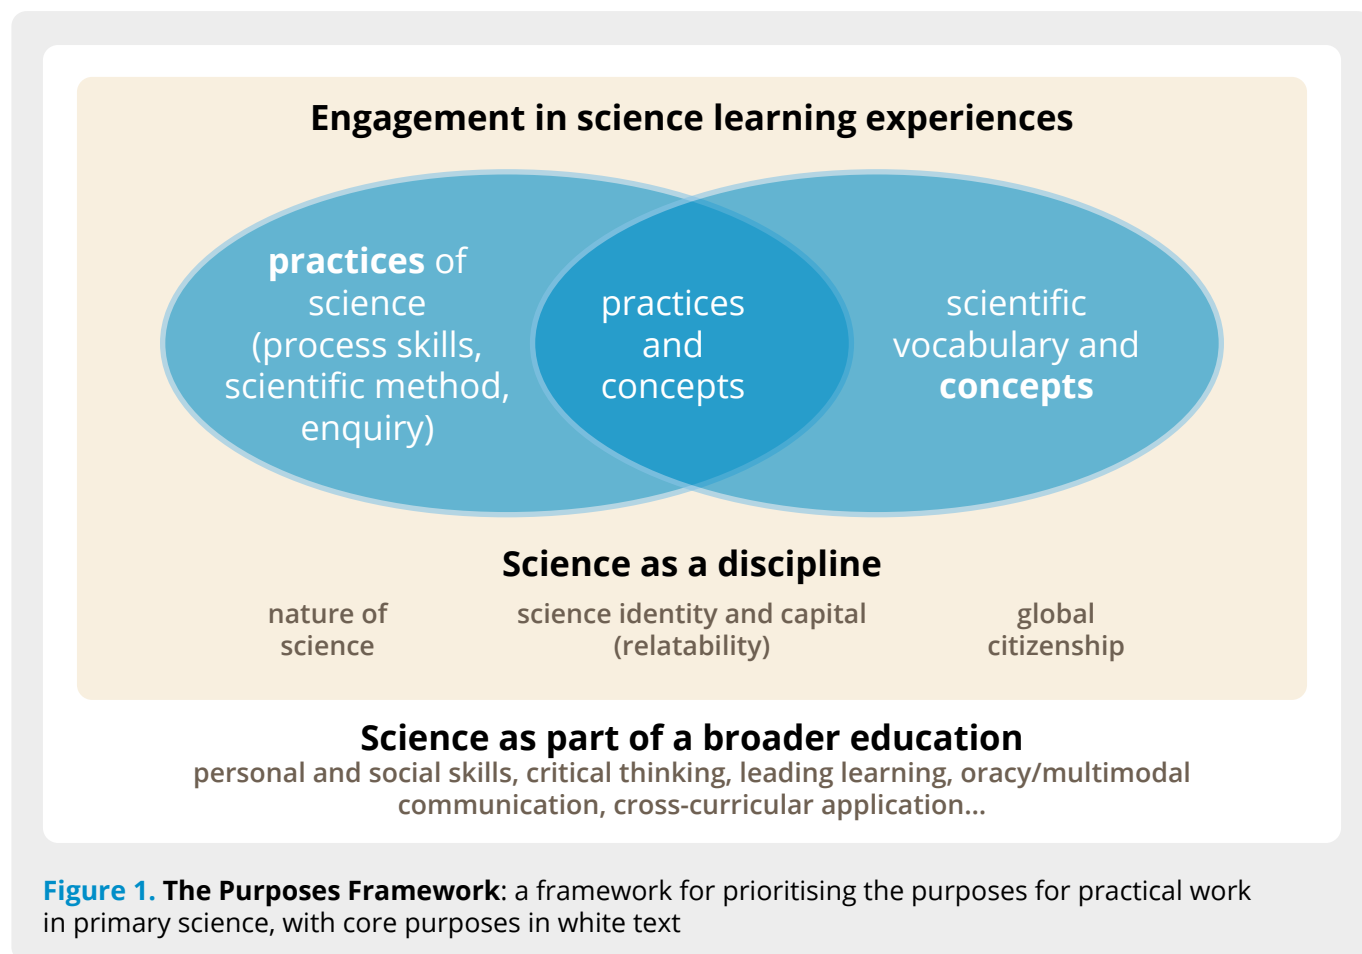 Engagement in science learning experiences
practices of
science
(process skills,
scientific method,
enquiry)
practices
and
concepts
scientific
vocabulary and
concepts
Science as a discipline
nature of
science
science identity and capital
(relatability)
global
citizenship
Science as part of a broader education
personal and social skills, critical thinking, leading learning, oracy/multimodal
communication, cross-curricular application...
Figure 1. The Purposes Framework: a framework for prioritising the purposes for practical work
in primary science, with core purposes in white text